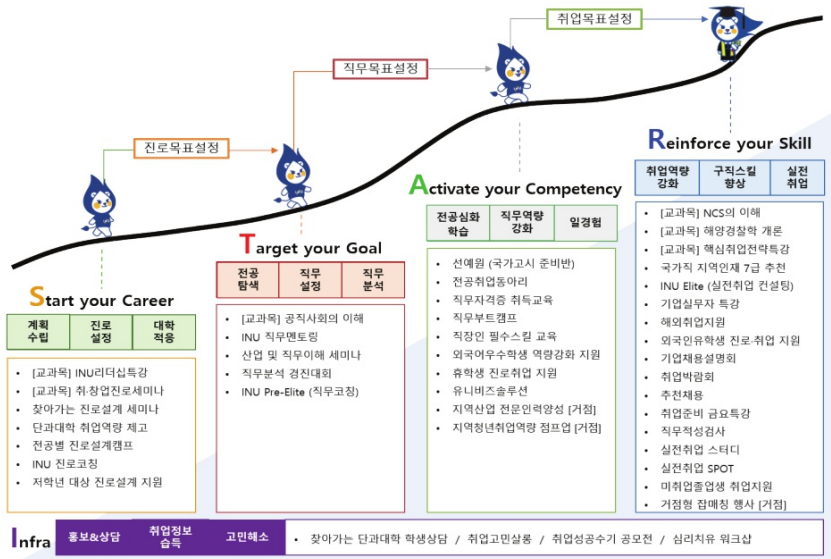 취업목표설정
직무목표설정
진로목표설정
Reinforce your Skill
취업역량 강화
구직스킬 향상
실전 취업
• [교과목] NCS의 이해
• [교과목] 해양경찰학 개론
• [교과목] 핵심취업전략특강
• 국가직 지역인재 7급 추천
• INU Elite (실전취업 컨설팅)
• 기업실무자 특강
• 해외취업지원
• 외국인유학생 진로·취업 지원
• 기업채용설명회
• 취업박람회
• 추천채용
• 취업준비 금요특강
• 직무적성검사
• 실전취업 스터디
• 실전취업 SPOT
• 미취업졸업생 취업지원
• 거점형 잡매칭 행사 [거점]
Activate your Competency
전공심화 학습
직무역량 강화
일경험
• 선예원 (국가고시 준비반)
• 전공취업동아리
• 직무자격증 취득교육
• 직무부트캠프
• 직장인 필수스킬 교육
• 외국어우수학생 역량강화 지원
• 휴학생 진로취업 지원
• 유니비즈솔루션
• 지역산업 전문인력양성 [거점]
• 지역청년취업역량 점프업 [거점]
Target your Goal
전공 탐색
직무 설정
직무 분석
• [교과목] 공직사회의 이해
• INU 직무멘토링
• 산업 및 직무이해 세미나
• 직무분석 경진대회
• INU Pre-Elite (직무코칭)
Start your Career
계획 수립
진로 설정
대학 적응
• [교과목] INU리더십특강
• [교과목] 취·창업진로세미나
• 찾아가는 진로설계 세미나
• 단과대학 취업역량 제고
• 전공별 진로설계캠프
• INU 진로코칭
• 저학년 대상 진로설계 지원
Infra
홍보&상담
취업정보 습득
고민해소
• 찾아가는 단과대학 학생상담 / 취업고민살롱 / 취업성공수기 공모전 / 심리치유 워크샵